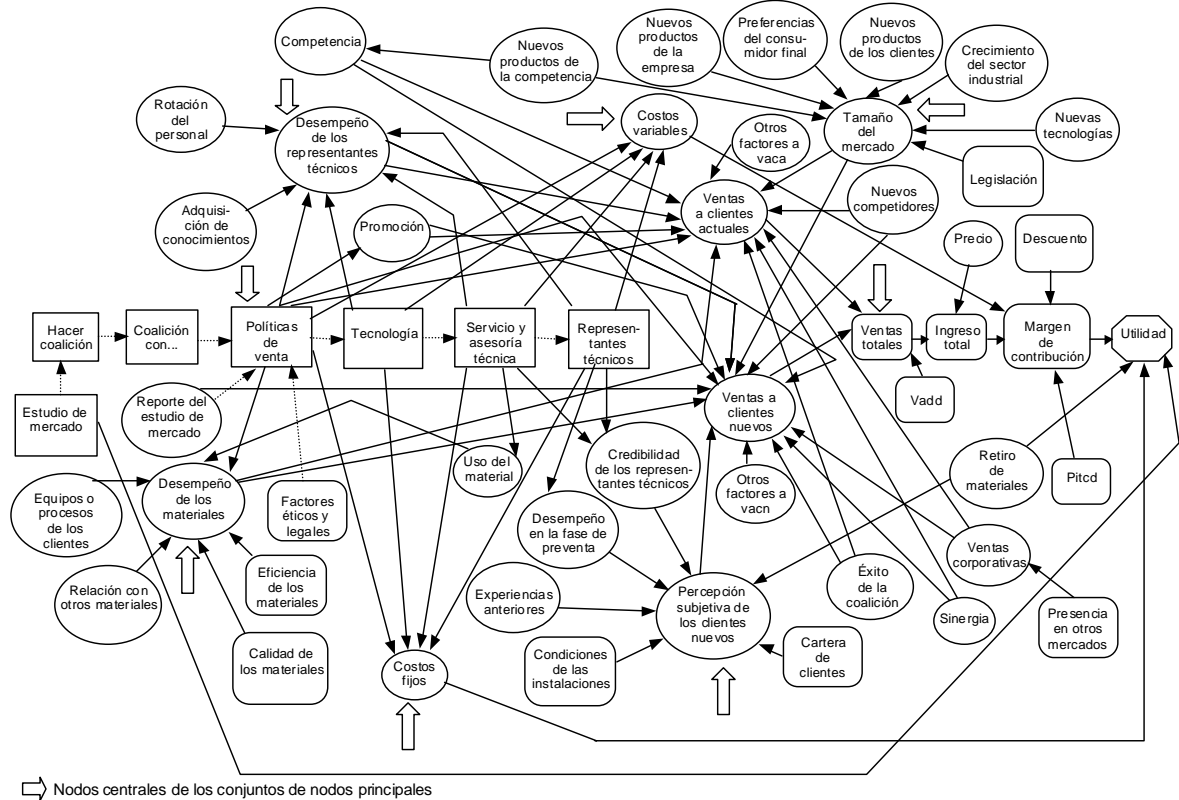 Competencia
Nuevos
productos de
la competencia
Nuevos
productos
de la
empresa
Preferencias
del consu-
midor final
Nuevos
productos
de los clientes
Crecimiento
del sector
industrial
Rotación
del
personal
Desempeño
de los
representantes
técnicos
Costos
variables
Otros
factores a
vaca
Tamaño
del
mercado
Nuevas
tecnologías
Legislación
Adquisi-
ción de
conocimientos
Promoción
Ventas
a clientes
actuales
Nuevos
competidores
Precio
Descuento
Hacer
coalición
Coalición
con...
Políticas
de
venta
Tecnología
Servicio y
asesoría
técnica
Represen-
tantes
técnicos
Ventas
totales
Ingreso
total
Margen
de
contribución
Utilidad
Estudio de
mercado
Reporte del
estudio de
mercado
Ventas a
clientes
nuevos
Vadd
Uso del
material
Credibilidad
de los represen-
tantes técnicos
Retiro
de
materiales
Pitcd
Equipos o
procesos
de los
clientes
Desempeño
de los
materiales
Factores
éticos y
legales
Desempeño
en la fase de
preventa
Otros
factores a
vacn
Ventas
corporativas
Relación con
otros materiales
Eficiencia
de los
materiales
Experiencias
anteriores
Percepción
subjetiva de
los clientes
nuevos
Éxito
de la
coalición
Sinergia
Presencia
en otros
mercados
Calidad de
los materiales
Costos
fijos
Condiciones
de las
instalaciones
Cartera
de
clientes
Nodos centrales de los conjuntos de nodos principales